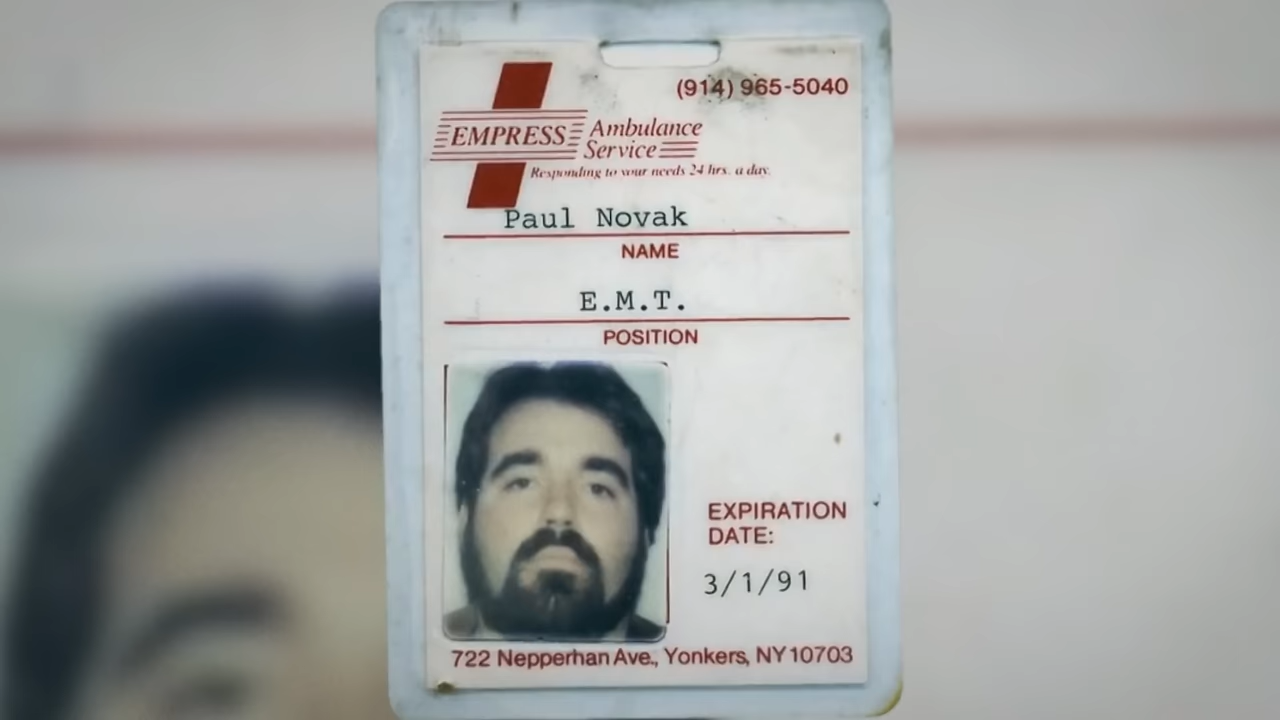 (914) 965-5040
EMPRESS Ambulance
Service
Responding to your needs 24 hrs. a day.
Paul Novak
NAME
E.M.T.
POSITION
EXPIRATION
DATE:
3/1/91
722 Nepperhan Ave., Yonkers, NY 10703